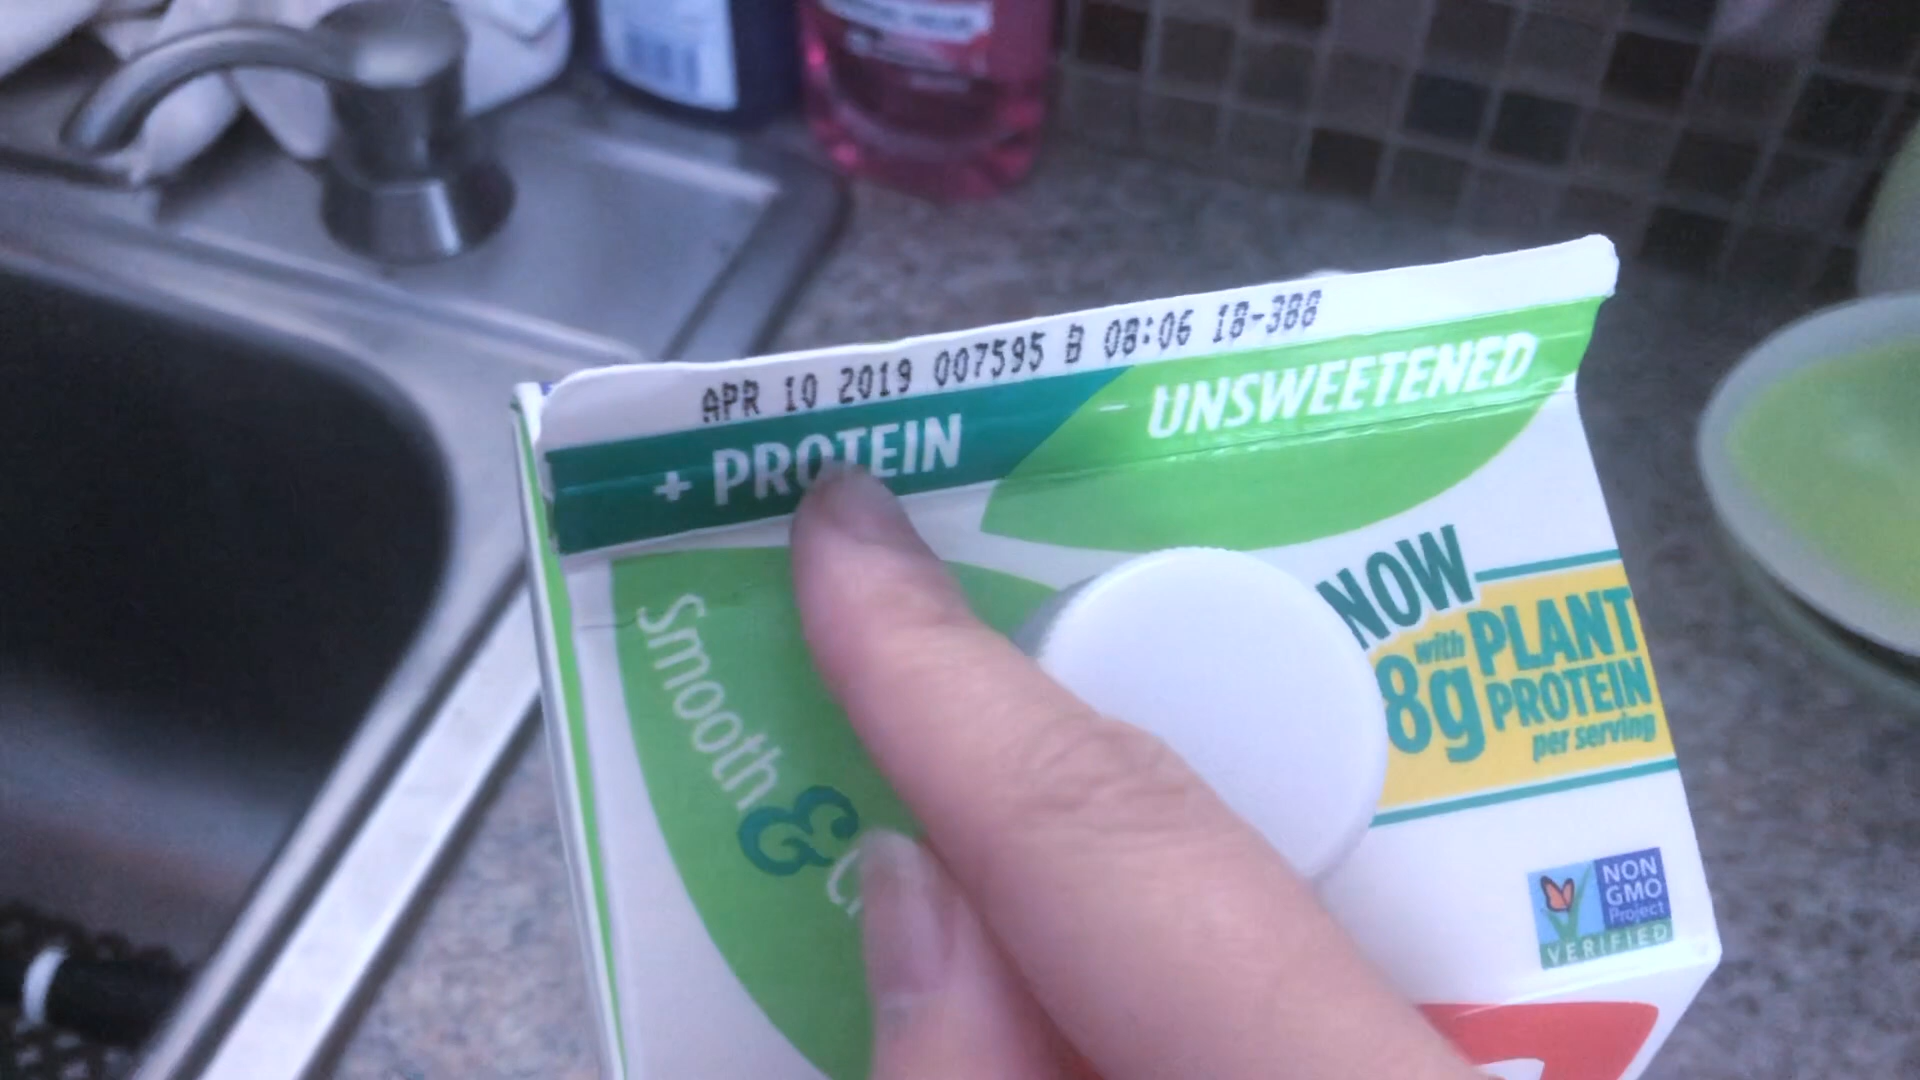 APR 10 2019 007595 B 08:06 18-388
+ PROTEIN - UNSWEETENED
Smooth
&
NOW
with
8g
PLANT
PROTEIN
per serving
NON
GMO
Project
VERIFIED